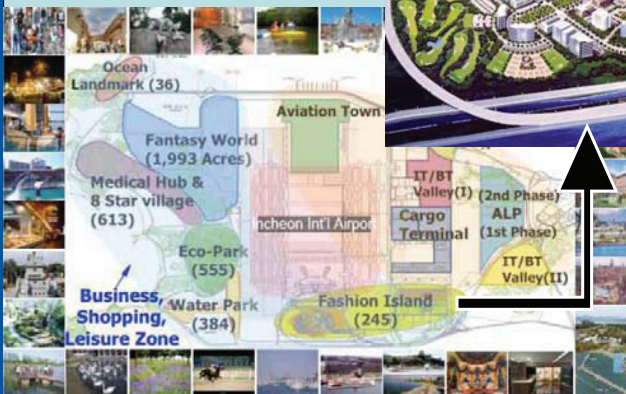 Ocean
Landmark (36)
Aviation Town
Fantasy World
(1,993 Acres)
Medical Hub &
8 Star village
(613)
IT/BT
Valley(I)
(2nd Phase)
ALP
(1st Phase)
Cargo
Terminal
Incheon Int'l Airport
Eco-Park
(555)
IT/BT
Valley(II)
Business,
Shopping,
Leisure Zone
Water Park
(384)
Fashion Island
(245)